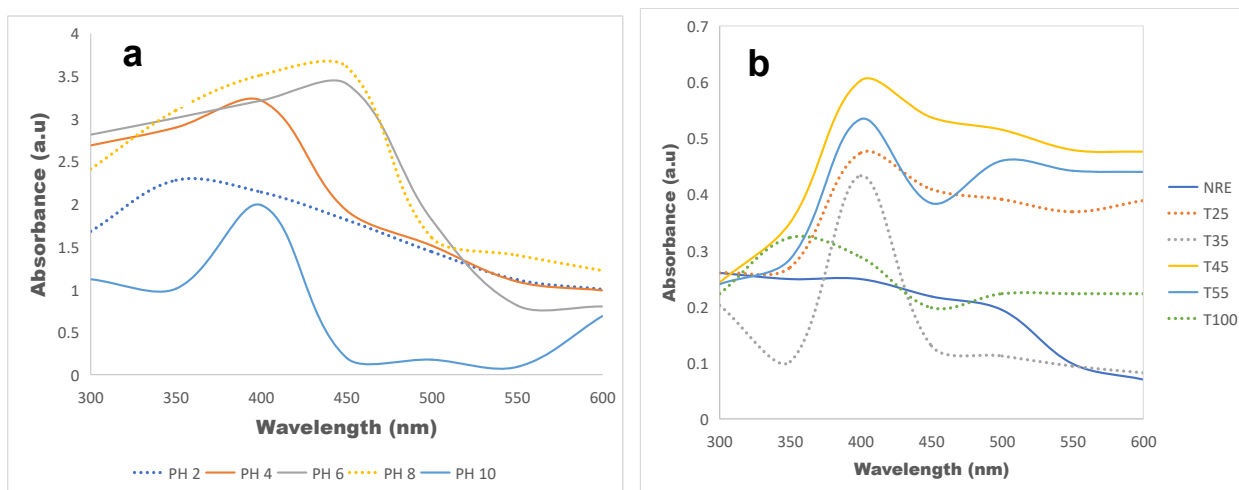 a
4
3.5
3
2.5
2
1.5
1
0.5
0
Absorbance (a.u)
300 350 400 450 500 550 600
Wavelength (nm)
PH 2 PH 4 PH 6 PH 8 PH 10
b
0.7
0.6
0.5
0.4
0.3
0.2
0.1
0
Absorbance (a.u)
300 350 400 450 500 550 600
Wavelength (nm)
NRE
T25
T35
T45
T55
T100